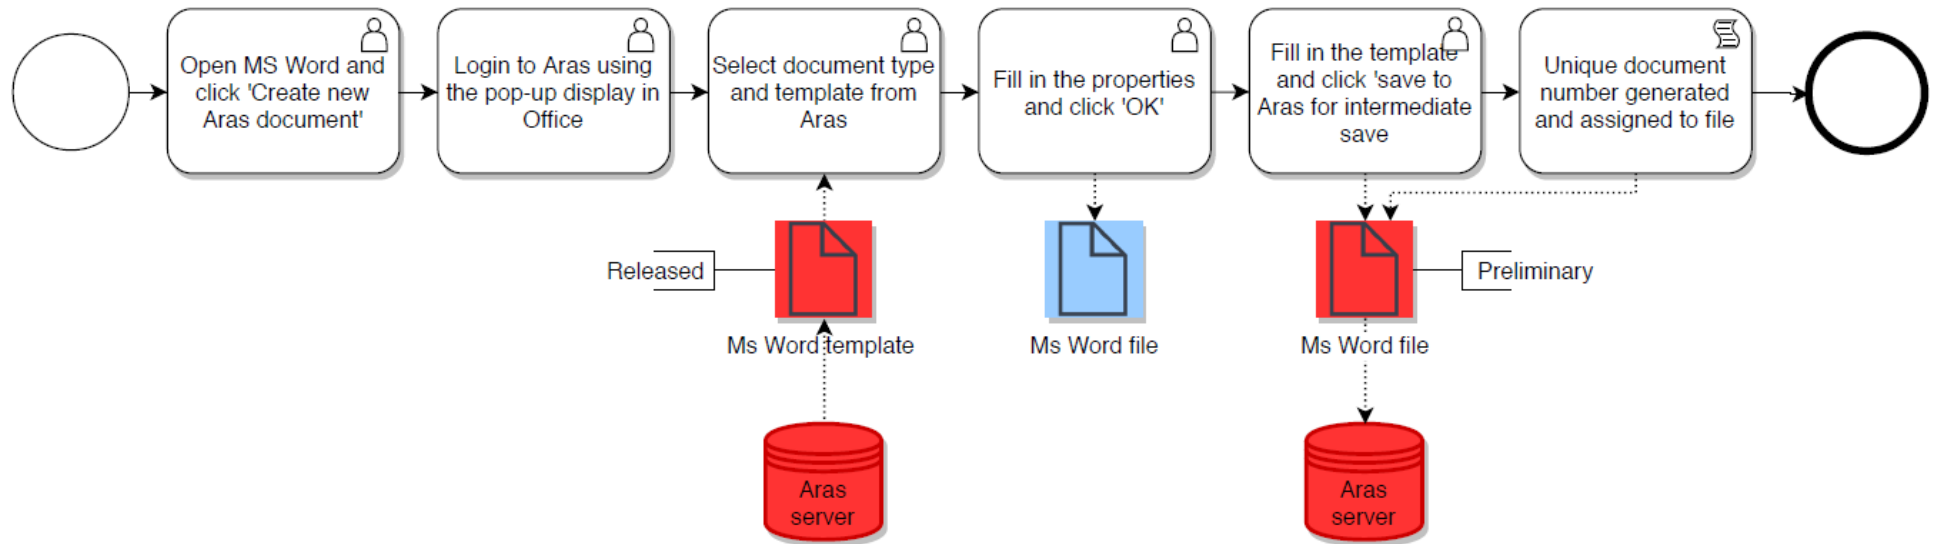 Open MS Word and
click 'Create new
Aras document'
Login to Aras using
the pop-up display in
Office
Select document type
and template from
Aras
Fill in the properties
and click 'OK'
Fill in the template
and click 'save to
Aras for intermediate
save
Unique document
number generated
and assigned to file
Released
Ms Word template
Ms Word file
Ms Word file
Preliminary
Aras
server
Aras
server